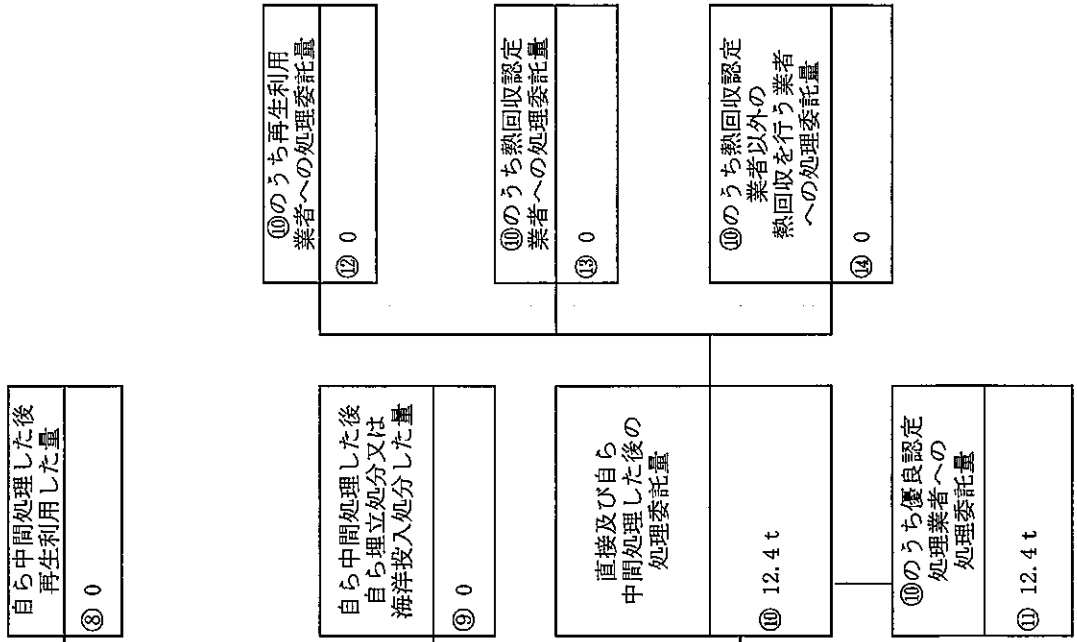 自ら中間処理した後
再生利用した量
⑧ 0
自ら中間処理した後
自ら埋立処分又は
海洋投入処分した量
⑨ 0
直接及び自ら
中間処理した後の
処理委託量
⑩ 12.4 t
⑩のうち優良認定
処理業者への
処理委託量
⑪ 12.4 t
⑩のうち再生利用
業者への処理委託量
⑫ 0
⑩のうち熱回収認定
業者への処理委託量
⑬ 0
⑩のうち熱回収認定
業者以外の
熱回収を行う業者
への処理委託量
⑭ 0